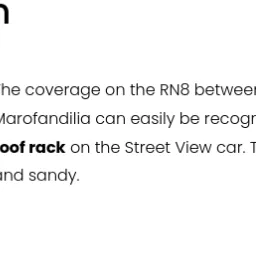 n
The coverage on the RN8 between
Marofandilia can easily be recogn
oof rack on the Street View car. T
and sandy.